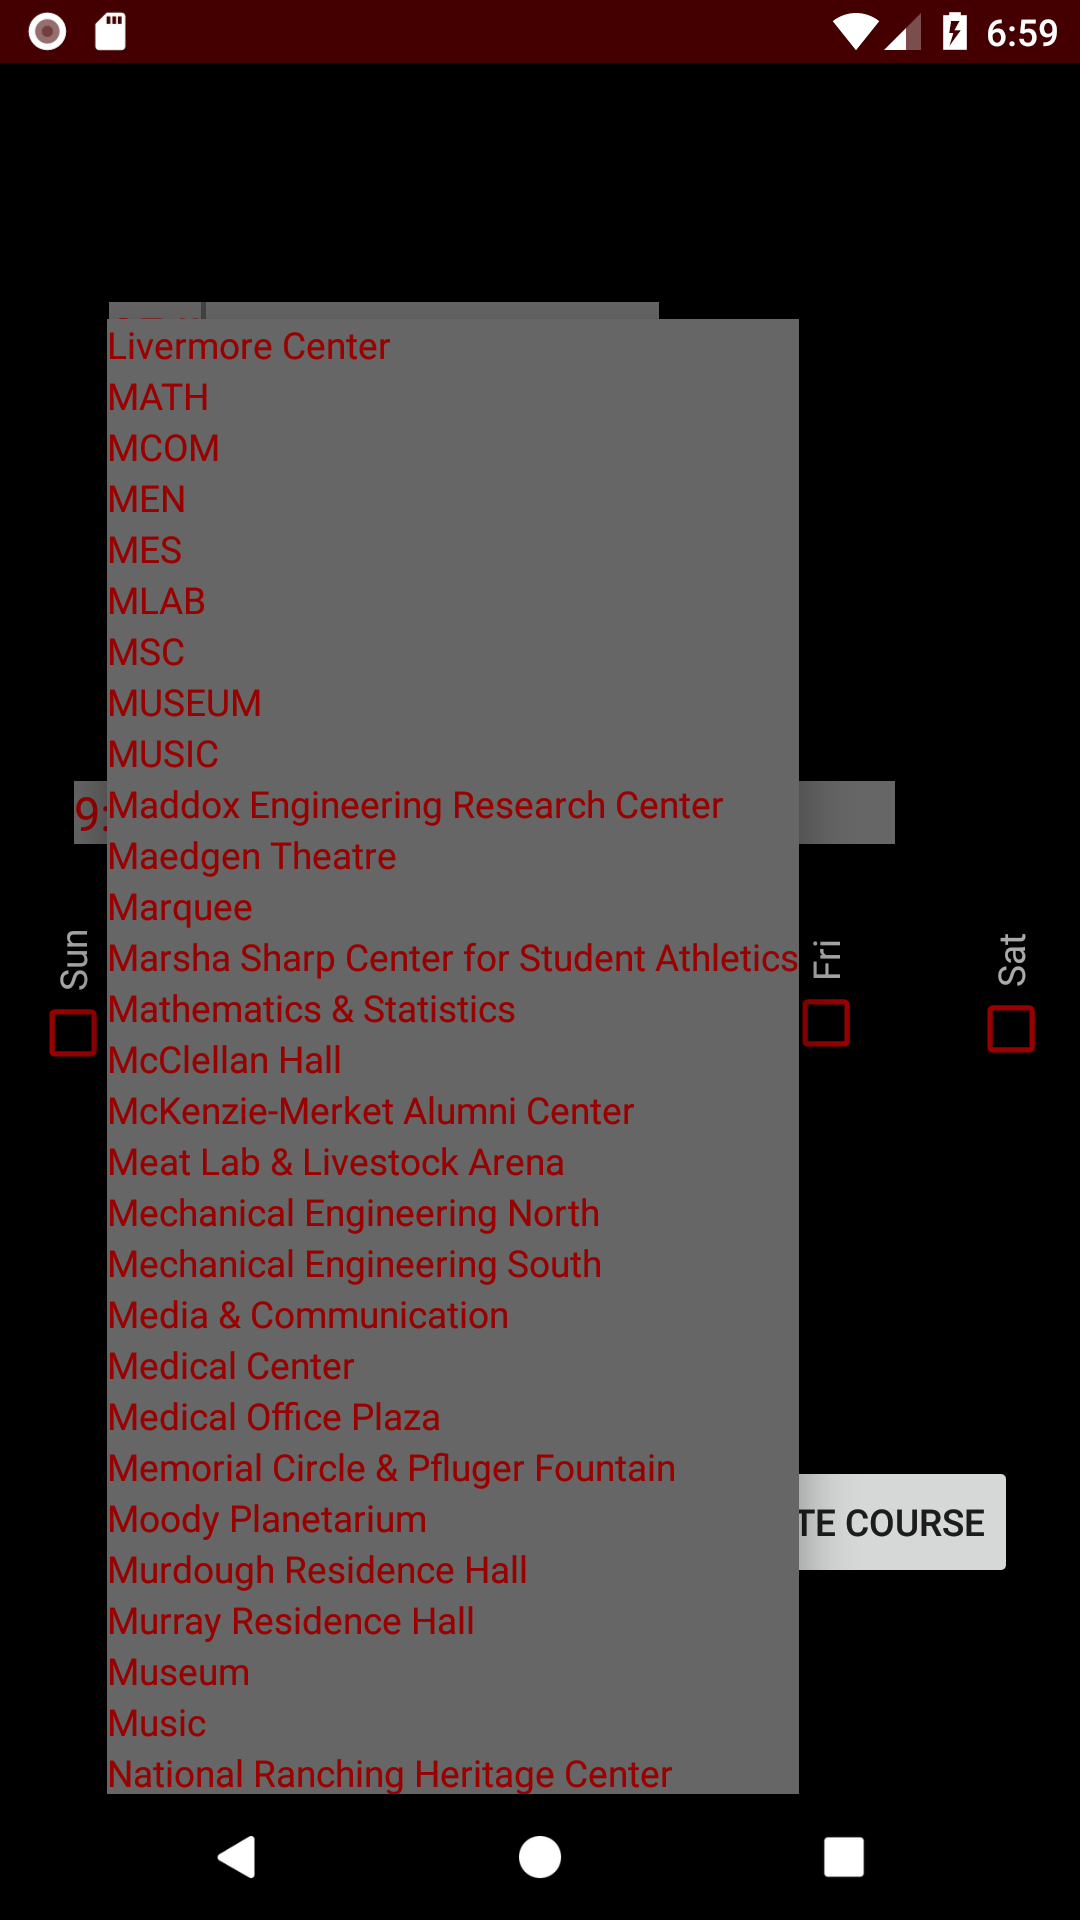 6:59
Livermore Center
MATH
MCOM
MEN
MES
MLAB
MSC
MUSEUM
MUSIC
9:
Maddox Engineering Research Center
Maedgen Theatre
Marquee
Marsha Sharp Center for Student Athletics
Sun
Fri
Sat
Mathematics & Statistics
McClellan Hall
McKenzie-Merket Alumni Center
Meat Lab & Livestock Arena
Mechanical Engineering North
Mechanical Engineering South
Media & Communication
Medical Center
Medical Office Plaza
Memorial Circle & Pfluger Fountain
Moody Planetarium
TE COURSE
Murdough Residence Hall
Murray Residence Hall
Museum
Music
National Ranching Heritage Center